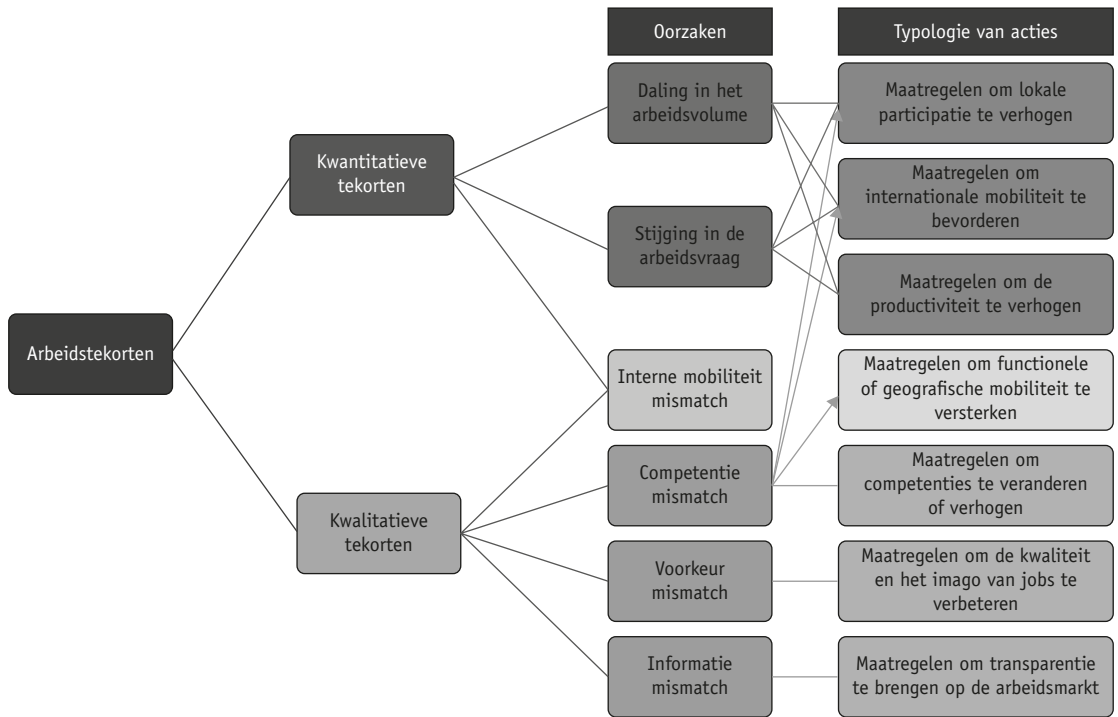 Oorzaken
Typologie van acties
Daling in het
arbeidsvolume
Maatregelen om lokale
participatie te verhogen
Kwantitatieve
tekorten
Maatregelen om
internationale mobiliteit te
bevorderen
Stijging in de
arbeidsvraag
Maatregelen om de
productiviteit te verhogen
Arbeidstekorten
Interne mobiliteit
mismatch
Maatregelen om functionele
of geografische mobiliteit te
versterken
Competentie
mismatch
Maatregelen om
competenties te veranderen
of verhogen
Kwalitatieve
tekorten
Voorkeur
mismatch
Maatregelen om de kwaliteit
en het imago van jobs te
verbeteren
Informatie
mismatch
Maatregelen om transparentie
te brengen op de arbeidsmarkt